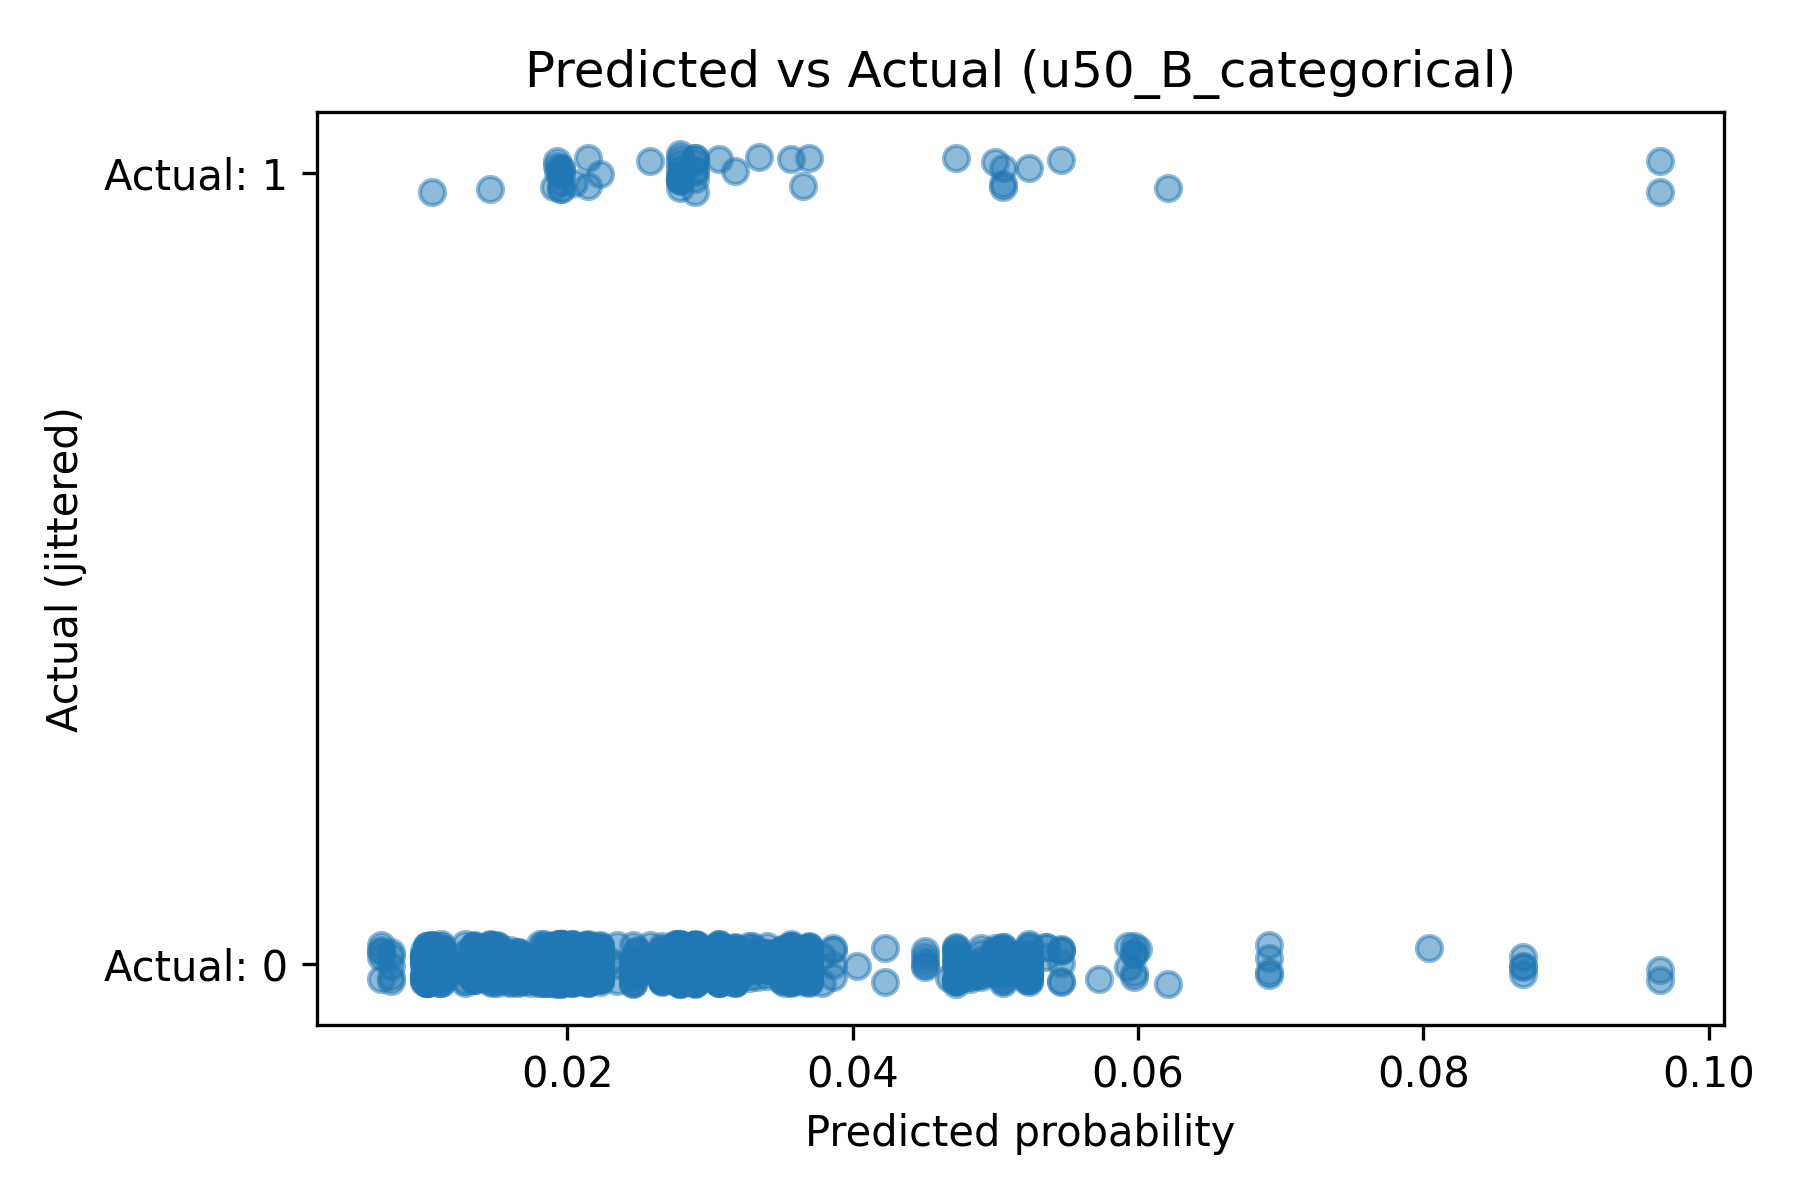 Predicted vs Actual (u50_B_categorical)
Actual: 1
Actual (jittered)
Actual: 0
0.02
0.04
0.06
0.08
0.10
Predicted probability